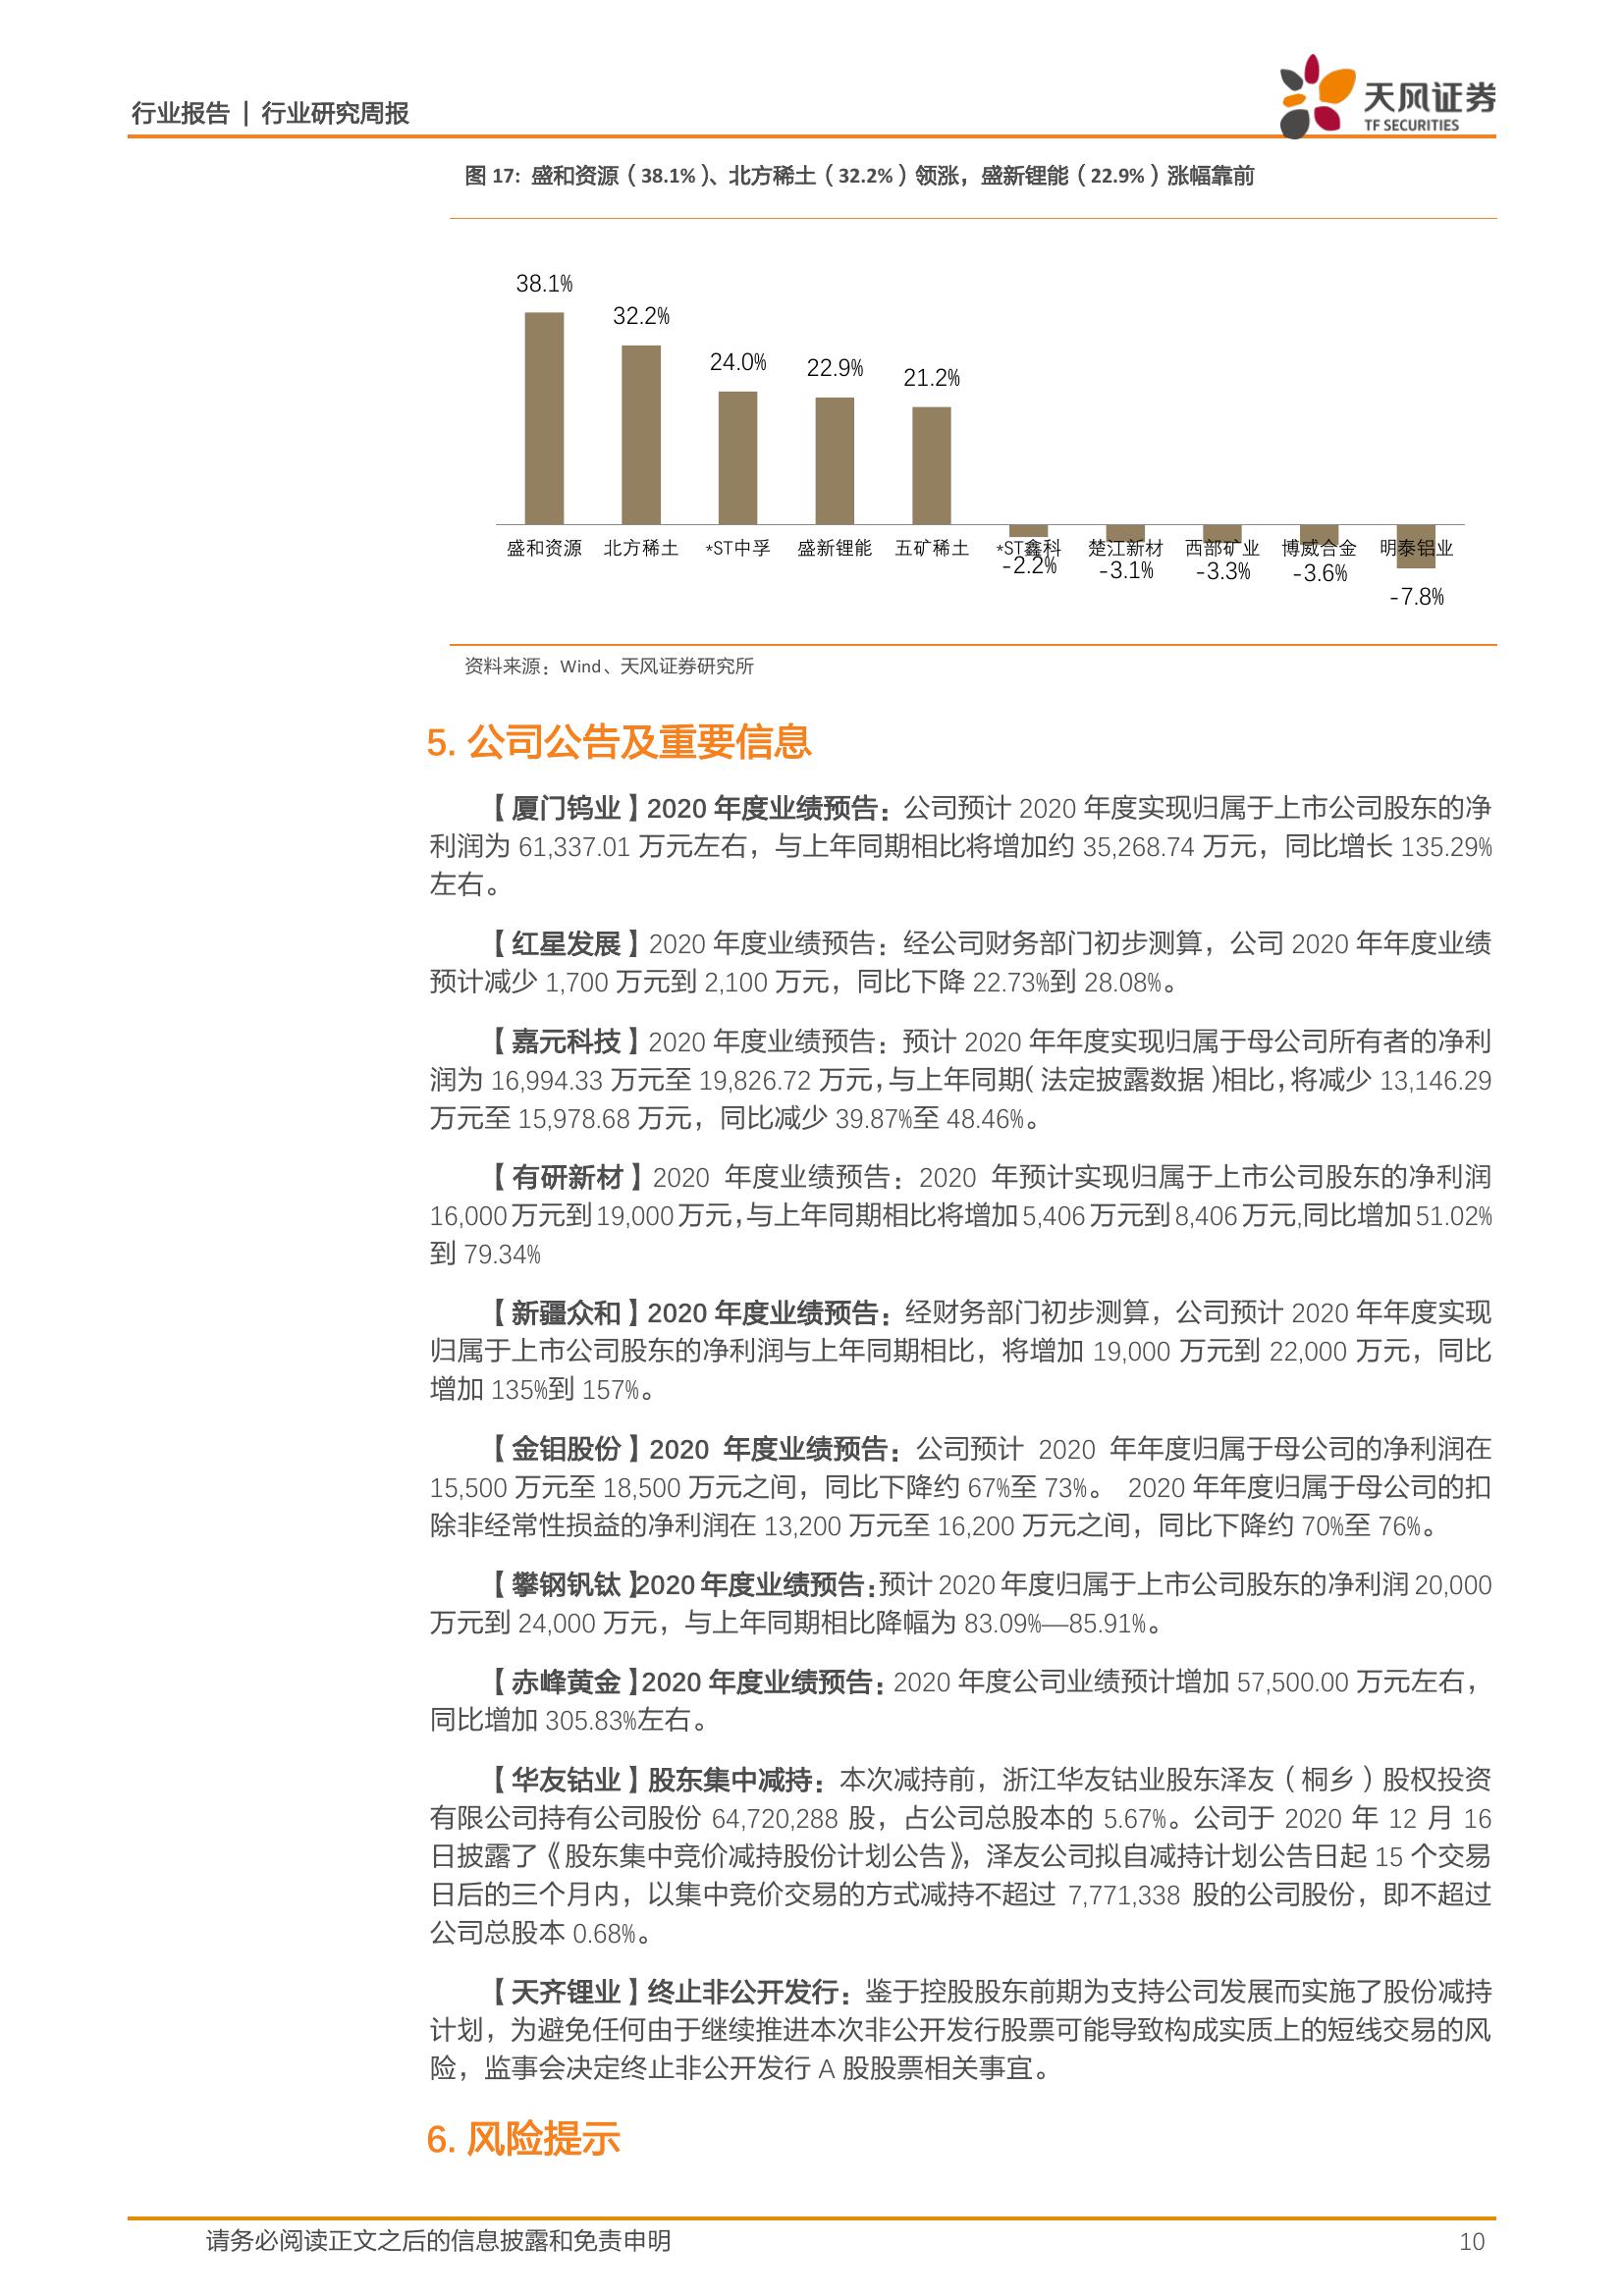 行业报告 | 行业研究周报
天风证券
TF SECURITIES
图 17: 盛和资源（38.1%）、北方稀土（32.2%）领涨，盛新锂能（22.9%）涨幅靠前
38.1%
32.2%
24.0%
22.9%
21.2%
盛和资源 北方稀土 *ST中孚 盛新锂能 五矿稀土 *ST鑫科 楚江新材 西部矿业 博威合金 明泰铝业
-2.2% -3.1% -3.3% -3.6%
-7.8%
资料来源：Wind、天风证券研究所
5. 公司公告及重要信息
【厦门钨业】2020 年度业绩预告：公司预计 2020 年度实现归属于上市公司股东的净
利润为 61,337.01 万元左右，与上年同期相比将增加约 35,268.74 万元，同比增长 135.29%
左右。
【红星发展】2020 年度业绩预告：经公司财务部门初步测算，公司 2020 年年度业绩
预计减少 1,700 万元到 2,100 万元，同比下降 22.73%到 28.08%。
【嘉元科技】2020 年度业绩预告：预计 2020 年年度实现归属于母公司所有者的净利
润为 16,994.33 万元至 19,826.72 万元，与上年同期（法定披露数据）相比，将减少 13,146.29
万元至 15,978.68 万元，同比减少 39.87%至 48.46%。
【有研新材】2020 年度业绩预告：2020 年预计实现归属于上市公司股东的净利润
16,000 万元到 19,000 万元，与上年同期相比将增加 5,406 万元到 8,406 万元,同比增加 51.02%
到 79.34%
【新疆众和】2020 年度业绩预告：经财务部门初步测算，公司预计 2020 年年度实现
归属于上市公司股东的净利润与上年同期相比，将增加 19,000 万元到 22,000 万元，同比
增加 135%到 157%。
【金钼股份】2020 年度业绩预告：公司预计 2020 年年度归属于母公司的净利润在
15,500 万元至 18,500 万元之间，同比下降约 67%至 73%。 2020 年年度归属于母公司的扣
除非经常性损益的净利润在 13,200 万元至 16,200 万元之间，同比下降约 70%至 76%。
【攀钢钒钛】2020 年度业绩预告：预计 2020 年度归属于上市公司股东的净利润 20,000
万元到 24,000 万元，与上年同期相比降幅为 83.09%—85.91%。
【赤峰黄金】2020 年度业绩预告：2020 年度公司业绩预计增加 57,500.00 万元左右，
同比增加 305.83%左右。
【华友钴业】股东集中减持：本次减持前，浙江华友钴业股东泽友（桐乡）股权投资
有限公司持有公司股份 64,720,288 股，占公司总股本的 5.67%。公司于 2020 年 12 月 16
日披露了《股东集中竞价减持股份计划公告》，泽友公司拟自减持计划公告日起 15 个交易
日后的三个月内，以集中竞价交易的方式减持不超过 7,771,338 股的公司股份，即不超过
公司总股本 0.68%。
【天齐锂业】终止非公开发行：鉴于控股股东前期为支持公司发展而实施了股份减持
计划，为避免任何由于继续推进本次非公开发行股票可能导致构成实质上的短线交易的风
险，监事会决定终止非公开发行 A 股股票相关事宜。
6. 风险提示
请务必阅读正文之后的信息披露和免责申明
10